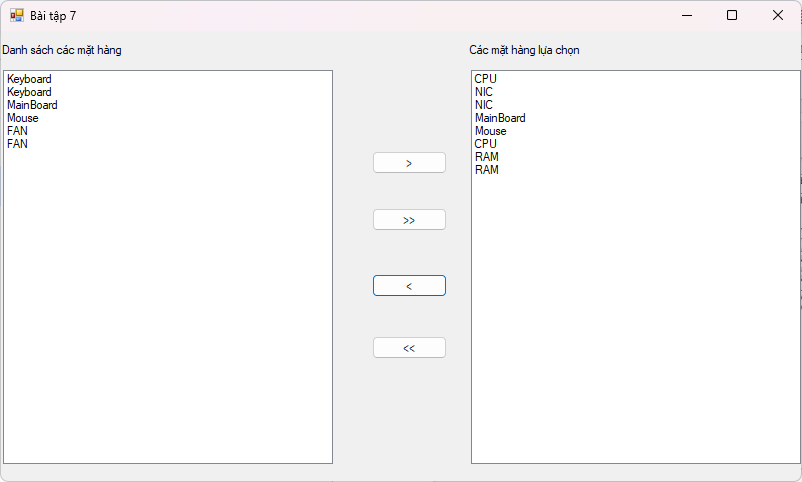 Bài tập 7
Danh sách các mặt hàng
Keyboard
Keyboard
MainBoard
Mouse
FAN
FAN
>
>>
<
<<
Các mặt hàng lựa chọn
CPU
NIC
NIC
MainBoard
Mouse
CPU
RAM
RAM